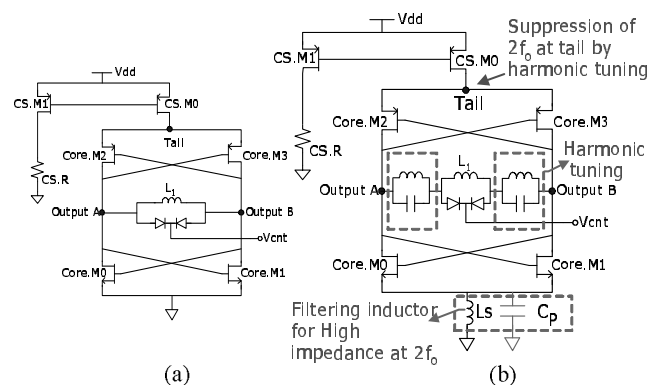 Vdd
CS.M1
CS.M0
Tail
Core.M2
Core.M3
CS.R
L1
Output A
Output B
Vcnt
Core.M0
Core.M1
(a)
Vdd
Suppression of
2fo at tail by
harmonic tuning
CS.M1
CS.M0
Tail
Core.M2
Core.M3
CS.R
Harmonic
tuning
L1
Output A
Output B
Vcnt
Core.M0
Core.M1
Filtering inductor
for High
impedance at 2fo
Ls
Cp
(b)